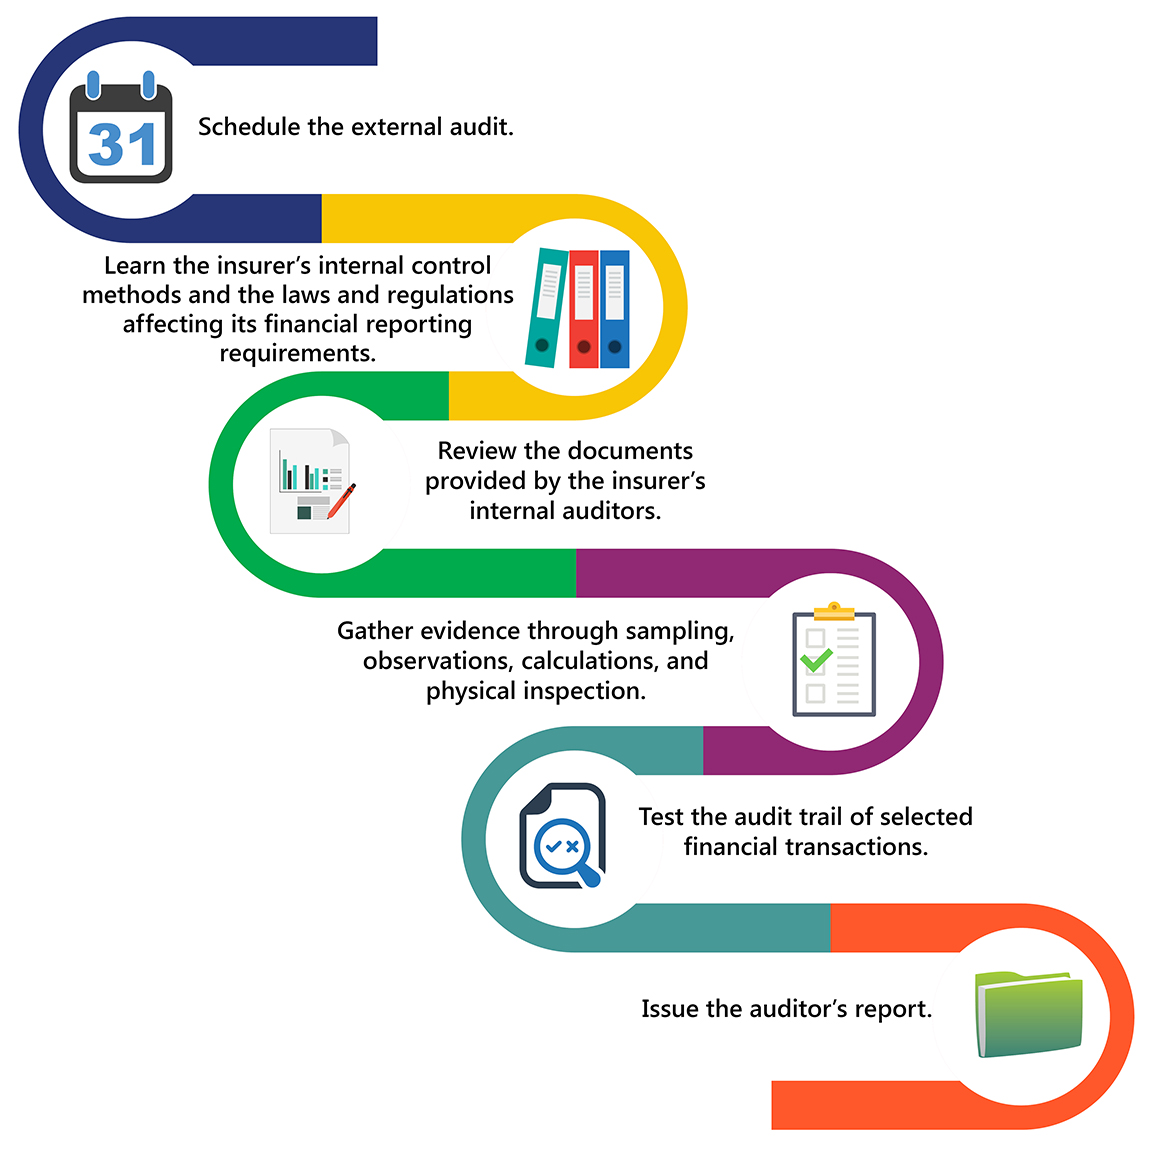 31
Schedule the external audit.
Learn the insurer’s internal control
methods and the laws and regulations
affecting its financial reporting
requirements.
Review the documents
provided by the insurer’s
internal auditors.
Gather evidence through sampling,
observations, calculations, and
physical inspection.
Test the audit trail of selected
financial transactions.
Issue the auditor’s report.